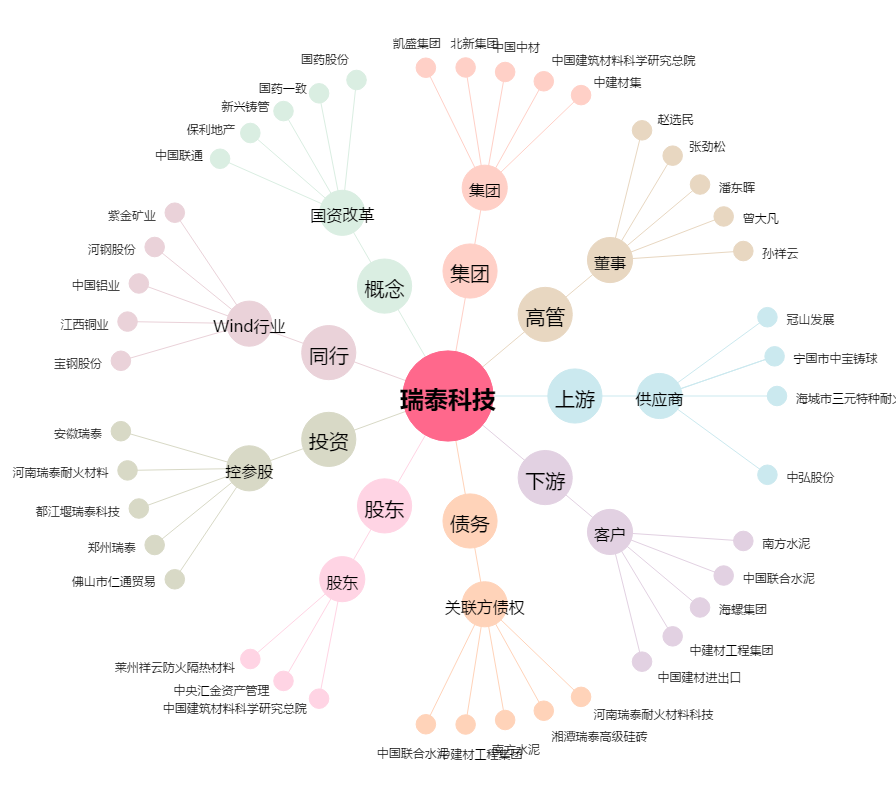 凯盛集团
北新集团
中国中材
中国建筑材料科学研究总院
中建材集
集团
集团
国药股份
国药一致
新兴铸管
保利地产
中国联通
国资改革
概念
赵选民
张劲松
潘东晖
曾大凡
孙祥云
董事
高管
紫金矿业
河钢股份
中国铝业
江西铜业
宝钢股份
Wind行业
同行
瑞泰科技
上游
供应商
冠山发展
宁国市中宝铸球
海城市三元特种耐火
中弘股份
投资
控参股
安徽瑞泰
河南瑞泰耐火材料
都江堰瑞泰科技
郑州瑞泰
佛山市仁通贸易
下游
客户
南方水泥
中国联合水泥
海螺集团
中建材工程集团
中国建材进出口
股东
股东
莱州祥云防火隔热材料
中央汇金资产管理
中国建筑材料科学研究总院
债务
关联方债权
河南瑞泰耐火材料科技
湘潭瑞泰高级硅砖
南方水泥
中建材工程集团
中国联合水泥